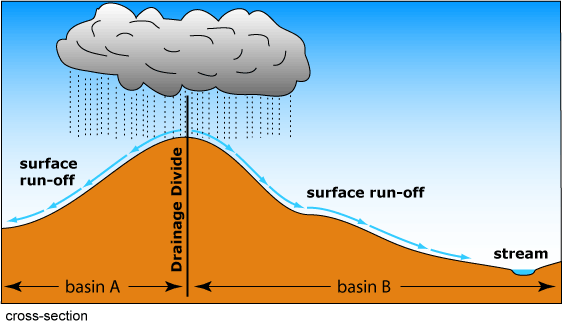 surface
run-off
Drainage Divide
surface run-off
stream
basin A
basin B
cross-section